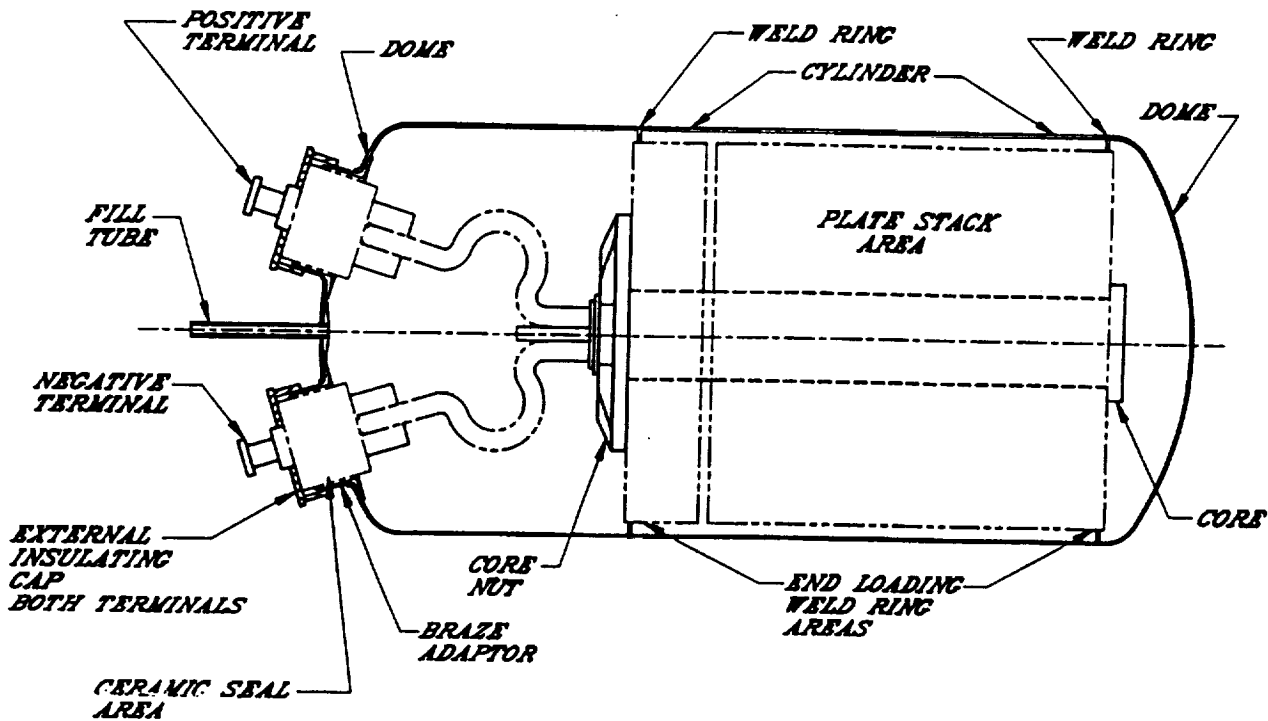 POSITIVE
TERMINAL
DOME
WELD RING
WELD RING
CYLINDER
DOME
FILL
TUBE
PLATE STACK
AREA
NEGATIVE
TERMINAL
EXTERNAL
INSULATING
CAP
BOTH TERMINALS
CORE
NUT
CORE
END LOADING
WELD RING
AREAS
BRAZE
ADAPTOR
CERAMIC SEAL
AREA